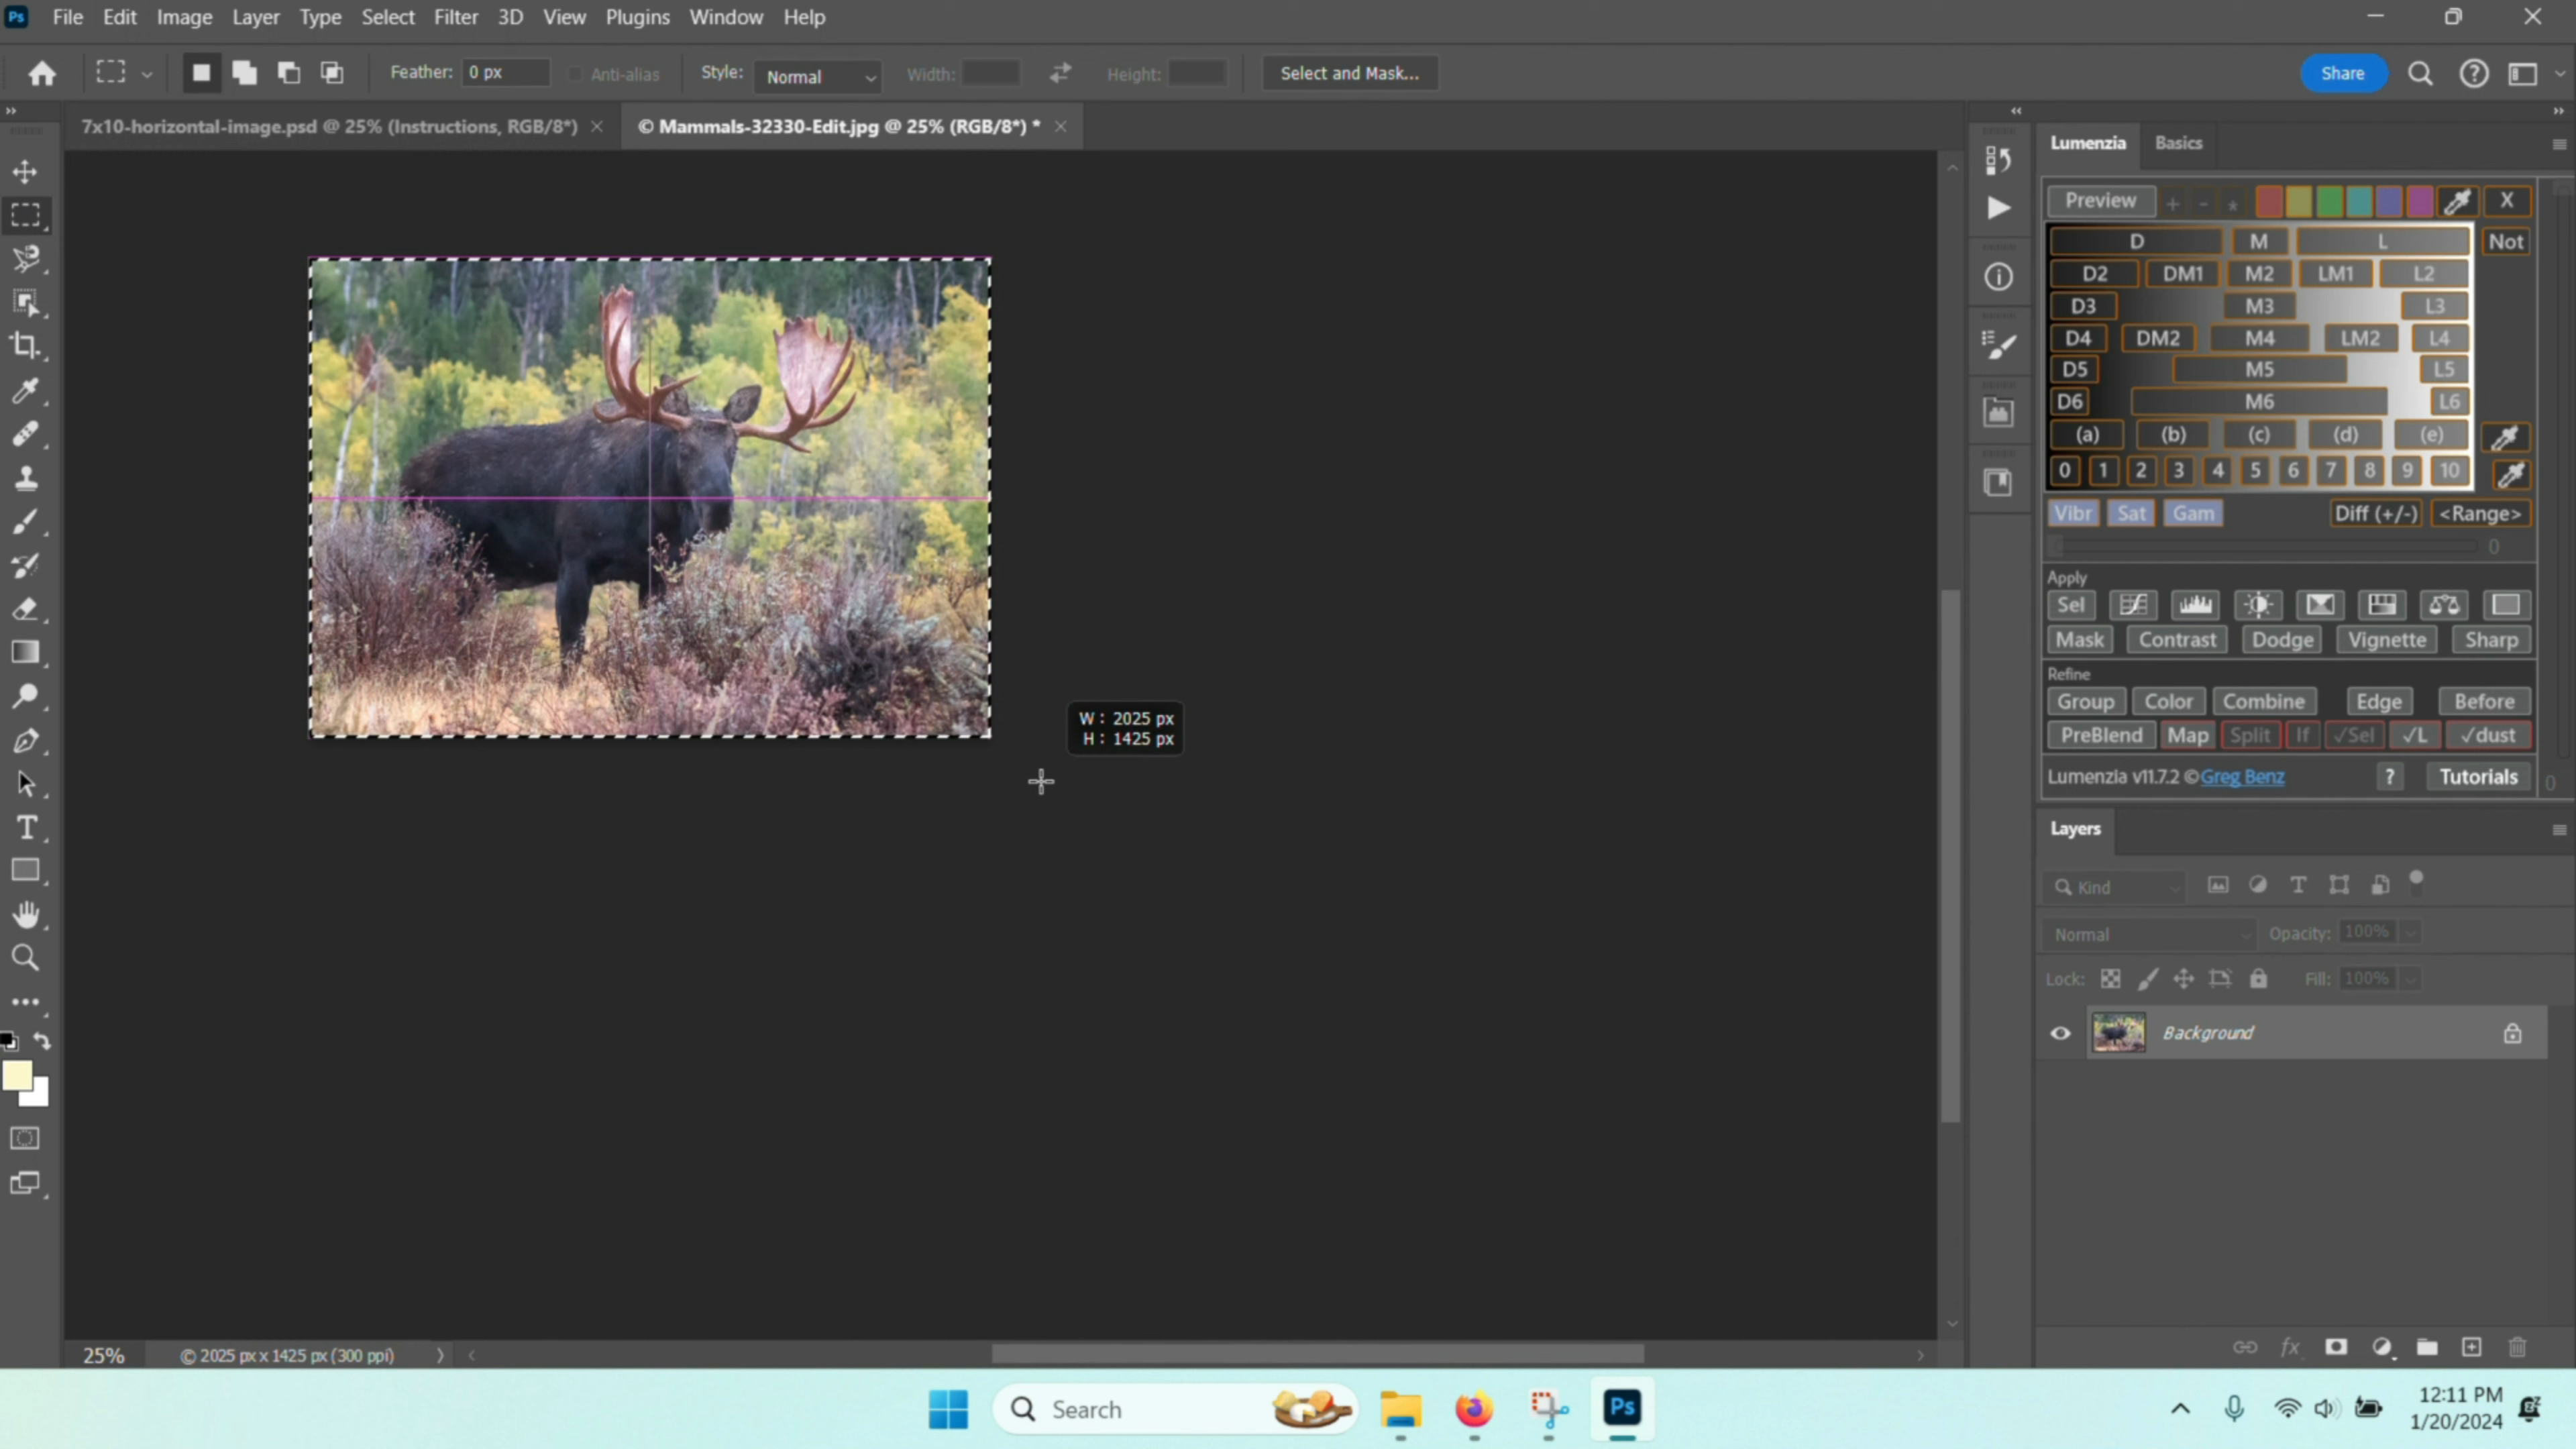 Ps File Edit Image Layer Type Select Filter 3D View Plugins Window Help
Feather: 0 px Anti-alias Style: Normal Width: Height: Select and Mask... Share
7x10-horizontal-image.psd @ 25% (Instructions, RGB/8*) × © Mammals-32330-Edit.jpg @ 25% (RGB/8*) * ×
Lumenzia Basics
Preview + - * X
D M L Not
D2 DM1 M2 LM1 L2
D3 M3 L3
D4 DM2 M4 LM2 L4
D5 M5 L5
D6 M6 L6
(a) (b) (c) (d) (e)
0 1 2 3 4 5 6 7 8 9 10
Vibr Sat Gam Diff (+/-) <Range>
0
Apply
Sel
Mask Contrast Dodge Vignette Sharp
Refine
Group Color Combine Edge Before
PreBlend Map Split If √Sel √L √dust
Lumenzia v11.7.2 © Greg Benz ? Tutorials 0
W : 2025 px
H : 1425 px
Layers
Kind
Normal Opacity: 100%
Lock: Fill: 100%
Background
fx
25% © 2025 px x 1425 px (300 ppi)
Search Ps
12:11 PM
1/20/2024